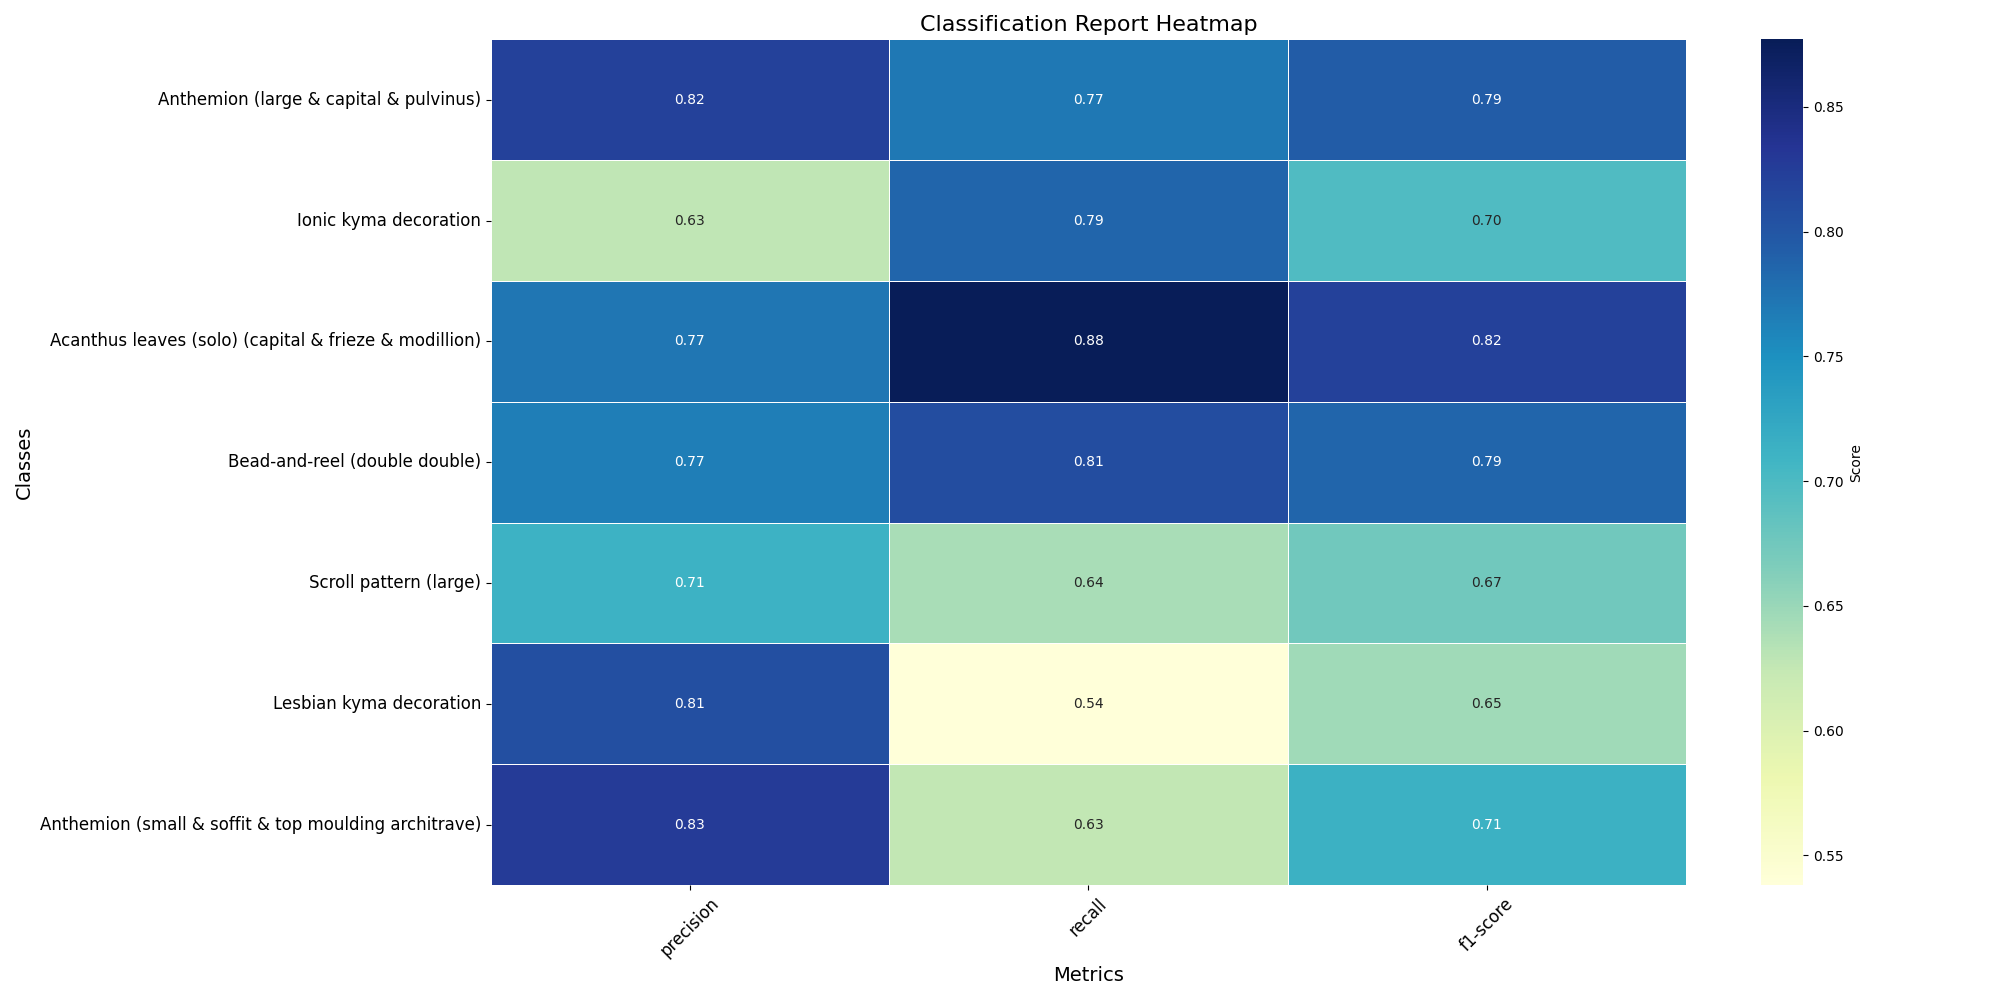 Classification Report Heatmap
Classes
Anthemion (large & capital & pulvinus)
0.82
0.77
0.79
Ionic kyma decoration
0.63
0.79
0.70
Acanthus leaves (solo) (capital & frieze & modillion)
0.77
0.88
0.82
Bead-and-reel (double double)
0.77
0.81
0.79
Scroll pattern (large)
0.71
0.64
0.67
Lesbian kyma decoration
0.81
0.54
0.65
Anthemion (small & soffit & top moulding architrave)
0.83
0.63
0.71
precision
recall
f1-score
Metrics
0.85
0.80
0.75
0.70
0.65
0.60
0.55
Score